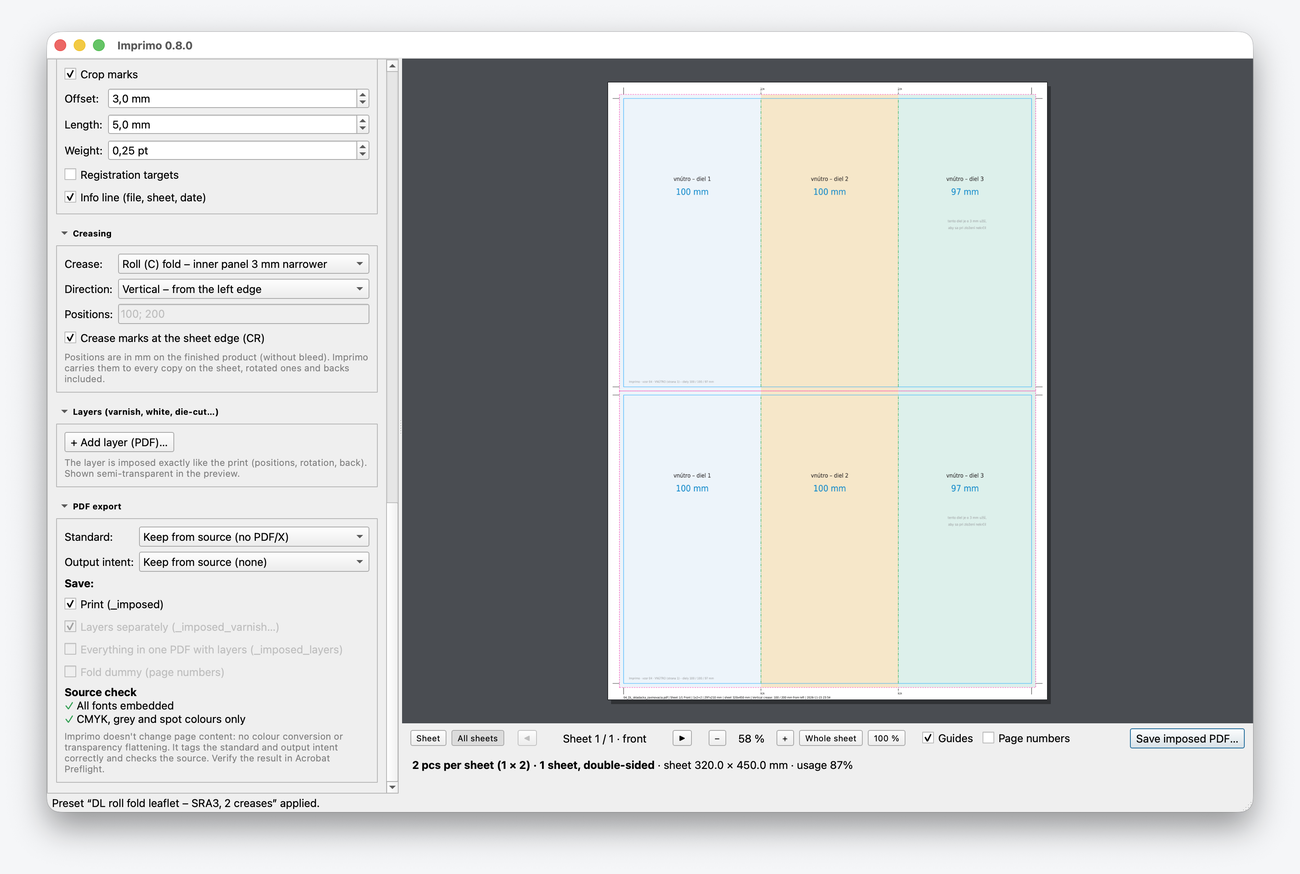 Imprimo 0.8.0
Crop marks
Offset: 3,0 mm
Length: 5,0 mm
Weight: 0,25 pt
Registration targets
Info line (file, sheet, date)
Creasing
Crease: Roll (C) fold – inner panel 3 mm narrower
Direction: Vertical – from the left edge
Positions: 100; 200
Crease marks at the sheet edge (CR)
Positions are in mm on the finished product (without bleed). Imprimo
carries them to every copy on the sheet, rotated ones and backs
included.
Layers (varnish, white, die-cut…)
+ Add layer (PDF)…
The layer is imposed exactly like the print (positions, rotation, back).
Shown semi-transparent in the preview.
PDF export
Standard: Keep from source (no PDF/X)
Output intent: Keep from source (none)
Save:
Print (_imposed)
Layers separately (_imposed_varnish…)
Everything in one PDF with layers (_imposed_layers)
Fold dummy (page numbers)
Source check
✓ All fonts embedded
✓ CMYK, grey and spot colours only
Imprimo doesn't change page content: no colour conversion or
transparency flattening. It tags the standard and output intent
correctly and checks the source. Verify the result in Acrobat
Preflight.
Preset “DL roll fold leaflet – SRA3, 2 creases” applied.
vnútro – diel 1 vnútro – diel 2 vnútro – diel 3
100 mm 100 mm 97 mm
vnútro – diel 1 vnútro – diel 2 vnútro – diel 3
100 mm 100 mm 97 mm
Sheet All sheets Sheet 1 / 1 · front − 58 % + Whole sheet 100 % Guides Page numbers Save imposed PDF…
2 pcs per sheet (1 × 2) · 1 sheet, double-sided · sheet 320.0 × 450.0 mm · usage 87%